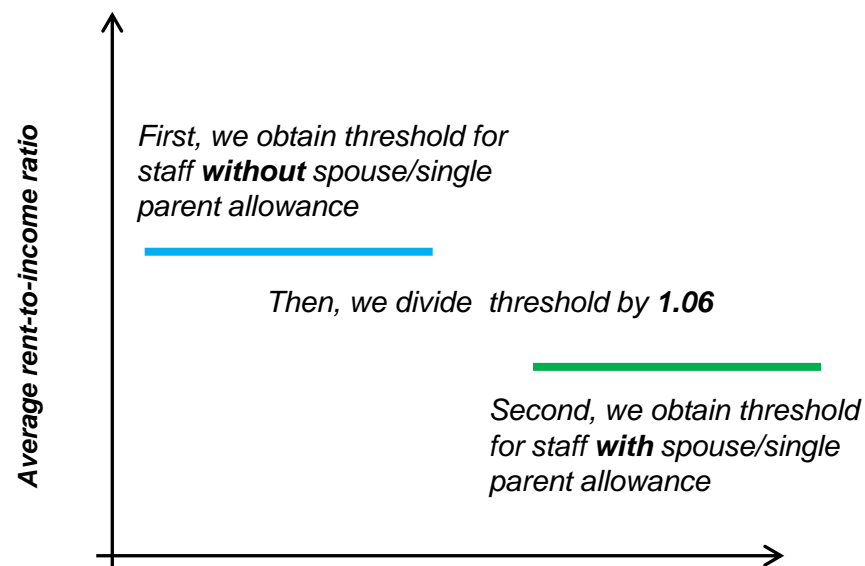 Average rent-to-income ratio
First, we obtain threshold for
staff without spouse/single
parent allowance
Then, we divide  threshold by 1.06
Second, we obtain threshold
for staff with spouse/single
parent allowance